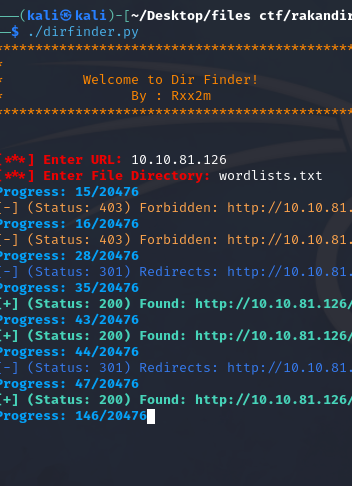 (kali㉿kali)-[~/Desktop/files ctf/rakandir
$ ./dirfinder.py
********************************************
*
* Welcome to Dir Finder!
* By : Rxx2m
********************************************
[***] Enter URL: 10.10.81.126
[***] Enter File Directory: wordlists.txt
Progress: 15/20476
[-] (Status: 403) Forbidden: http://10.10.81.
Progress: 16/20476
[-] (Status: 403) Forbidden: http://10.10.81.
Progress: 28/20476
[-] (Status: 301) Redirects: http://10.10.81.
Progress: 35/20476
[+] (Status: 200) Found: http://10.10.81.126/
Progress: 43/20476
[+] (Status: 200) Found: http://10.10.81.126/
Progress: 44/20476
[-] (Status: 301) Redirects: http://10.10.81.
Progress: 47/20476
[+] (Status: 200) Found: http://10.10.81.126/
Progress: 146/20476